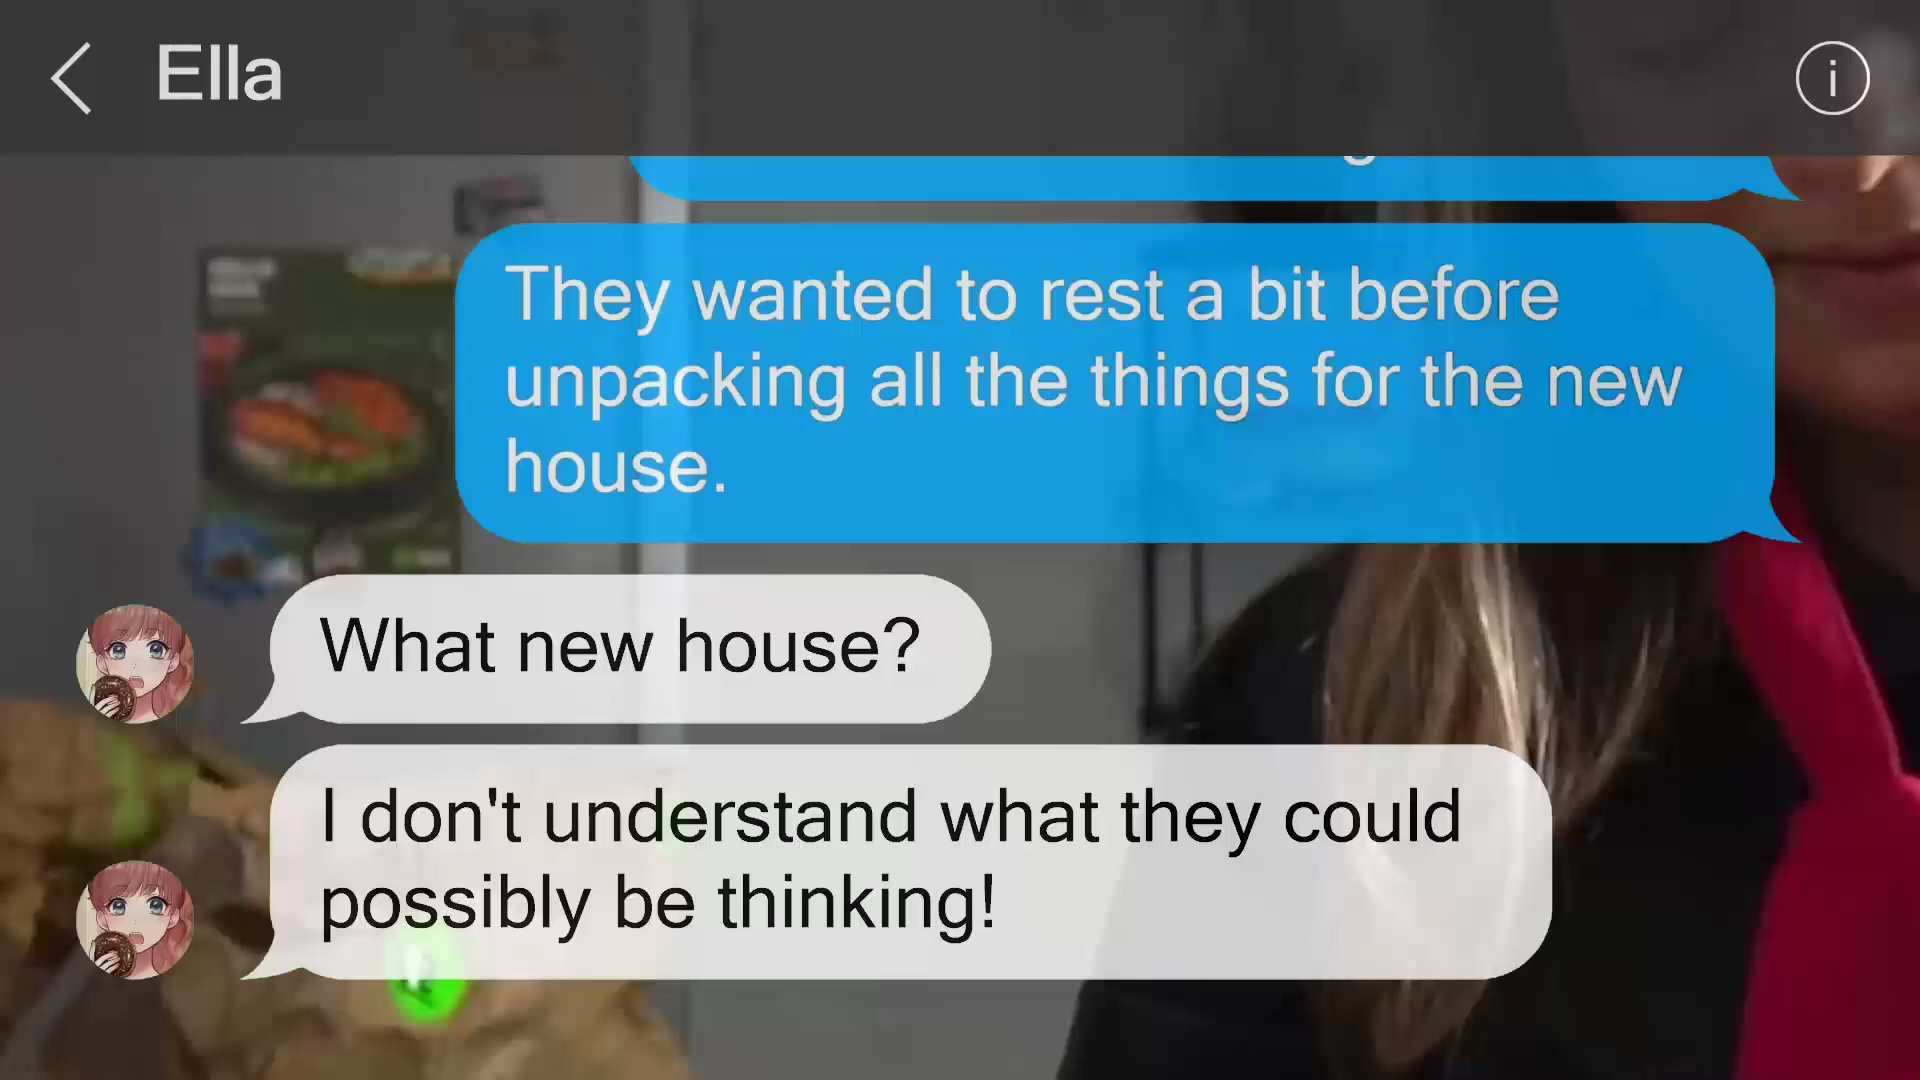 Ella
They wanted to rest a bit before
unpacking all the things for the new
house.
What new house?
I don't understand what they could
possibly be thinking!